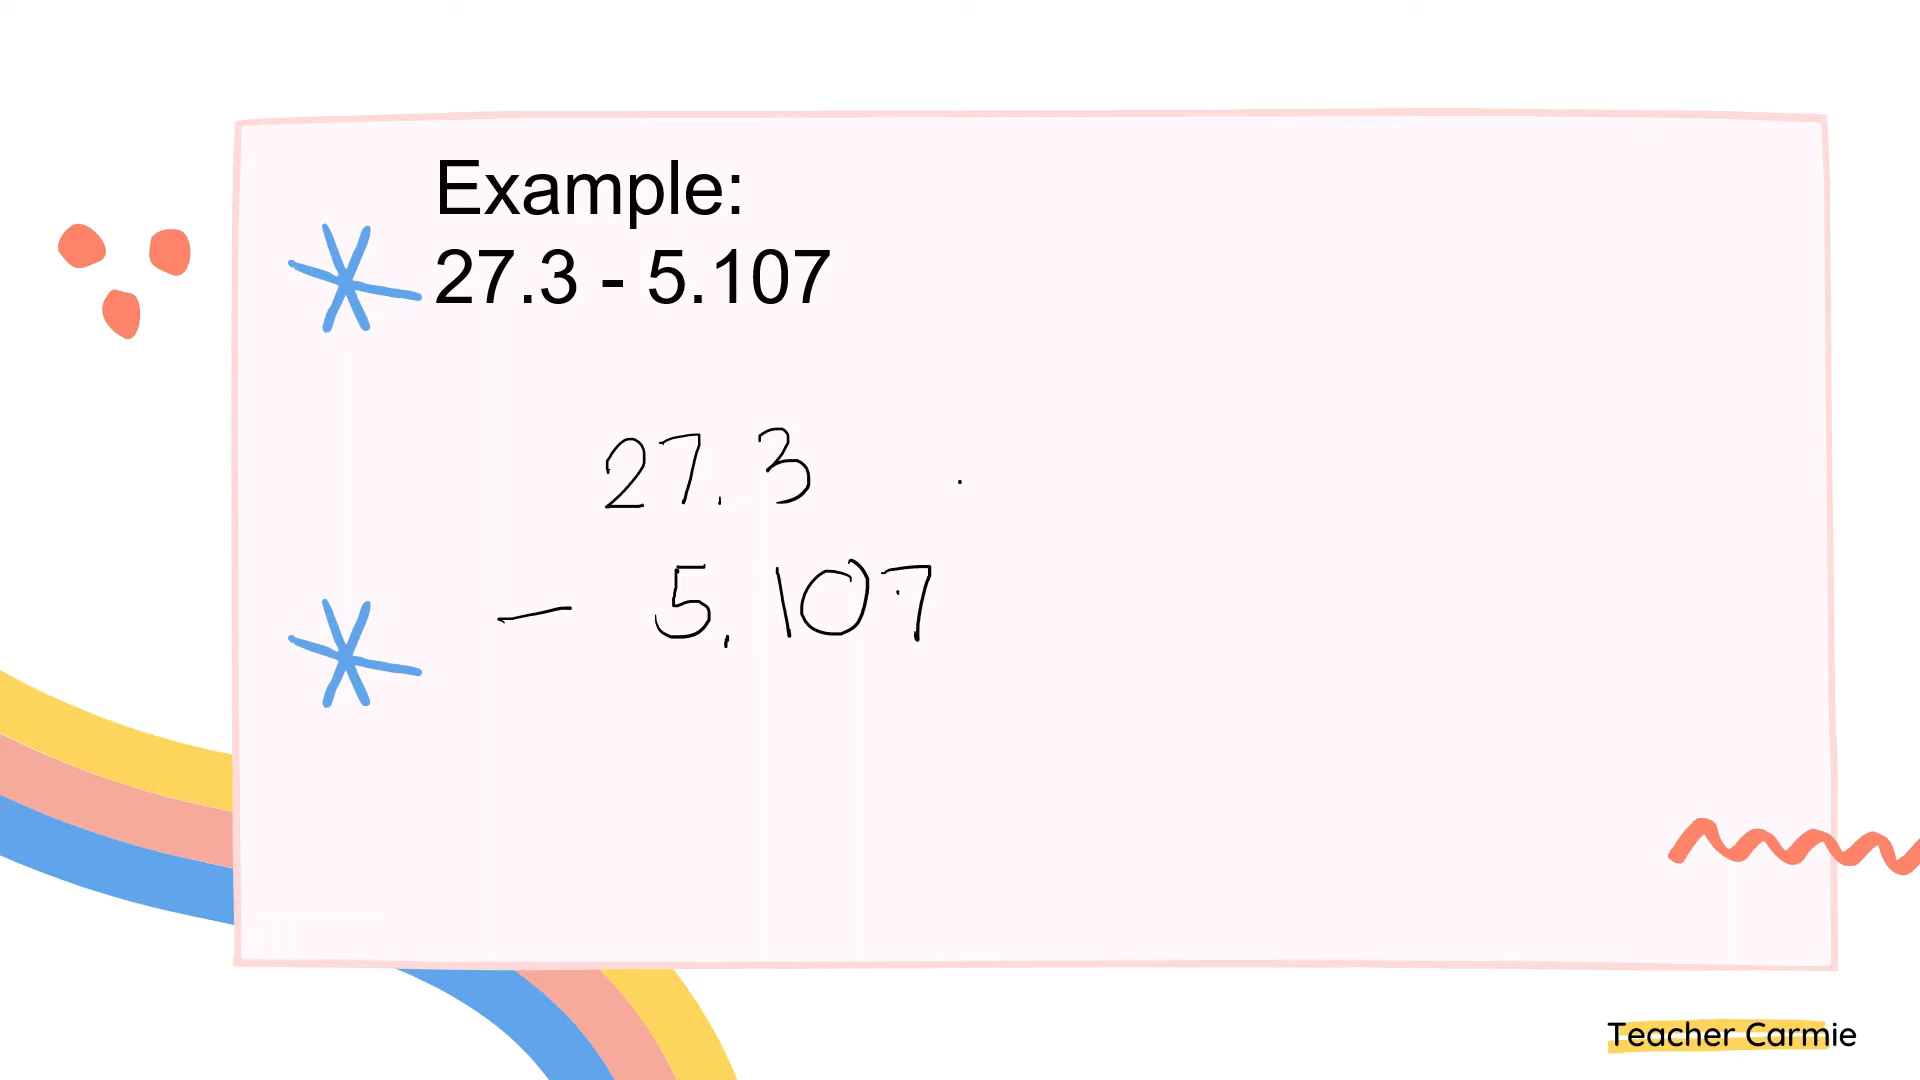 Example:
27.3 - 5.107
27.3
- 5.107
Teacher Carmie